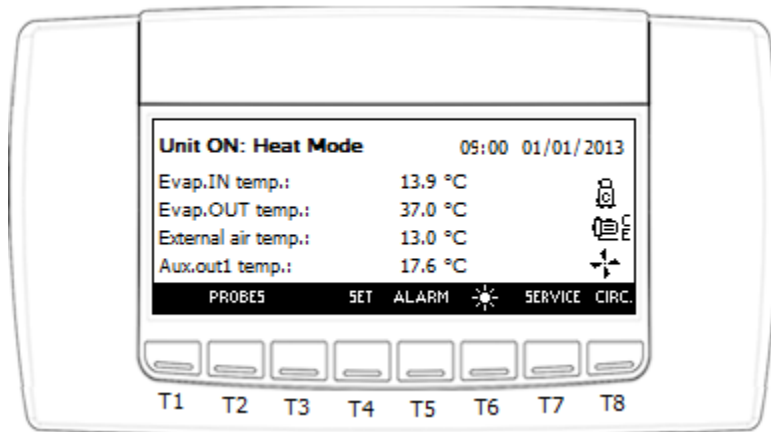 Unit ON: Heat Mode 09:00 01/01/2013
Evap.IN temp.: 13.9 °C
Evap.OUT temp.: 37.0 °C
External air temp.: 13.0 °C
Aux.out1 temp.: 17.6 °C
C
C
E
PROBES SET ALARM SERVICE CIRC.
T1 T2 T3 T4 T5 T6 T7 T8